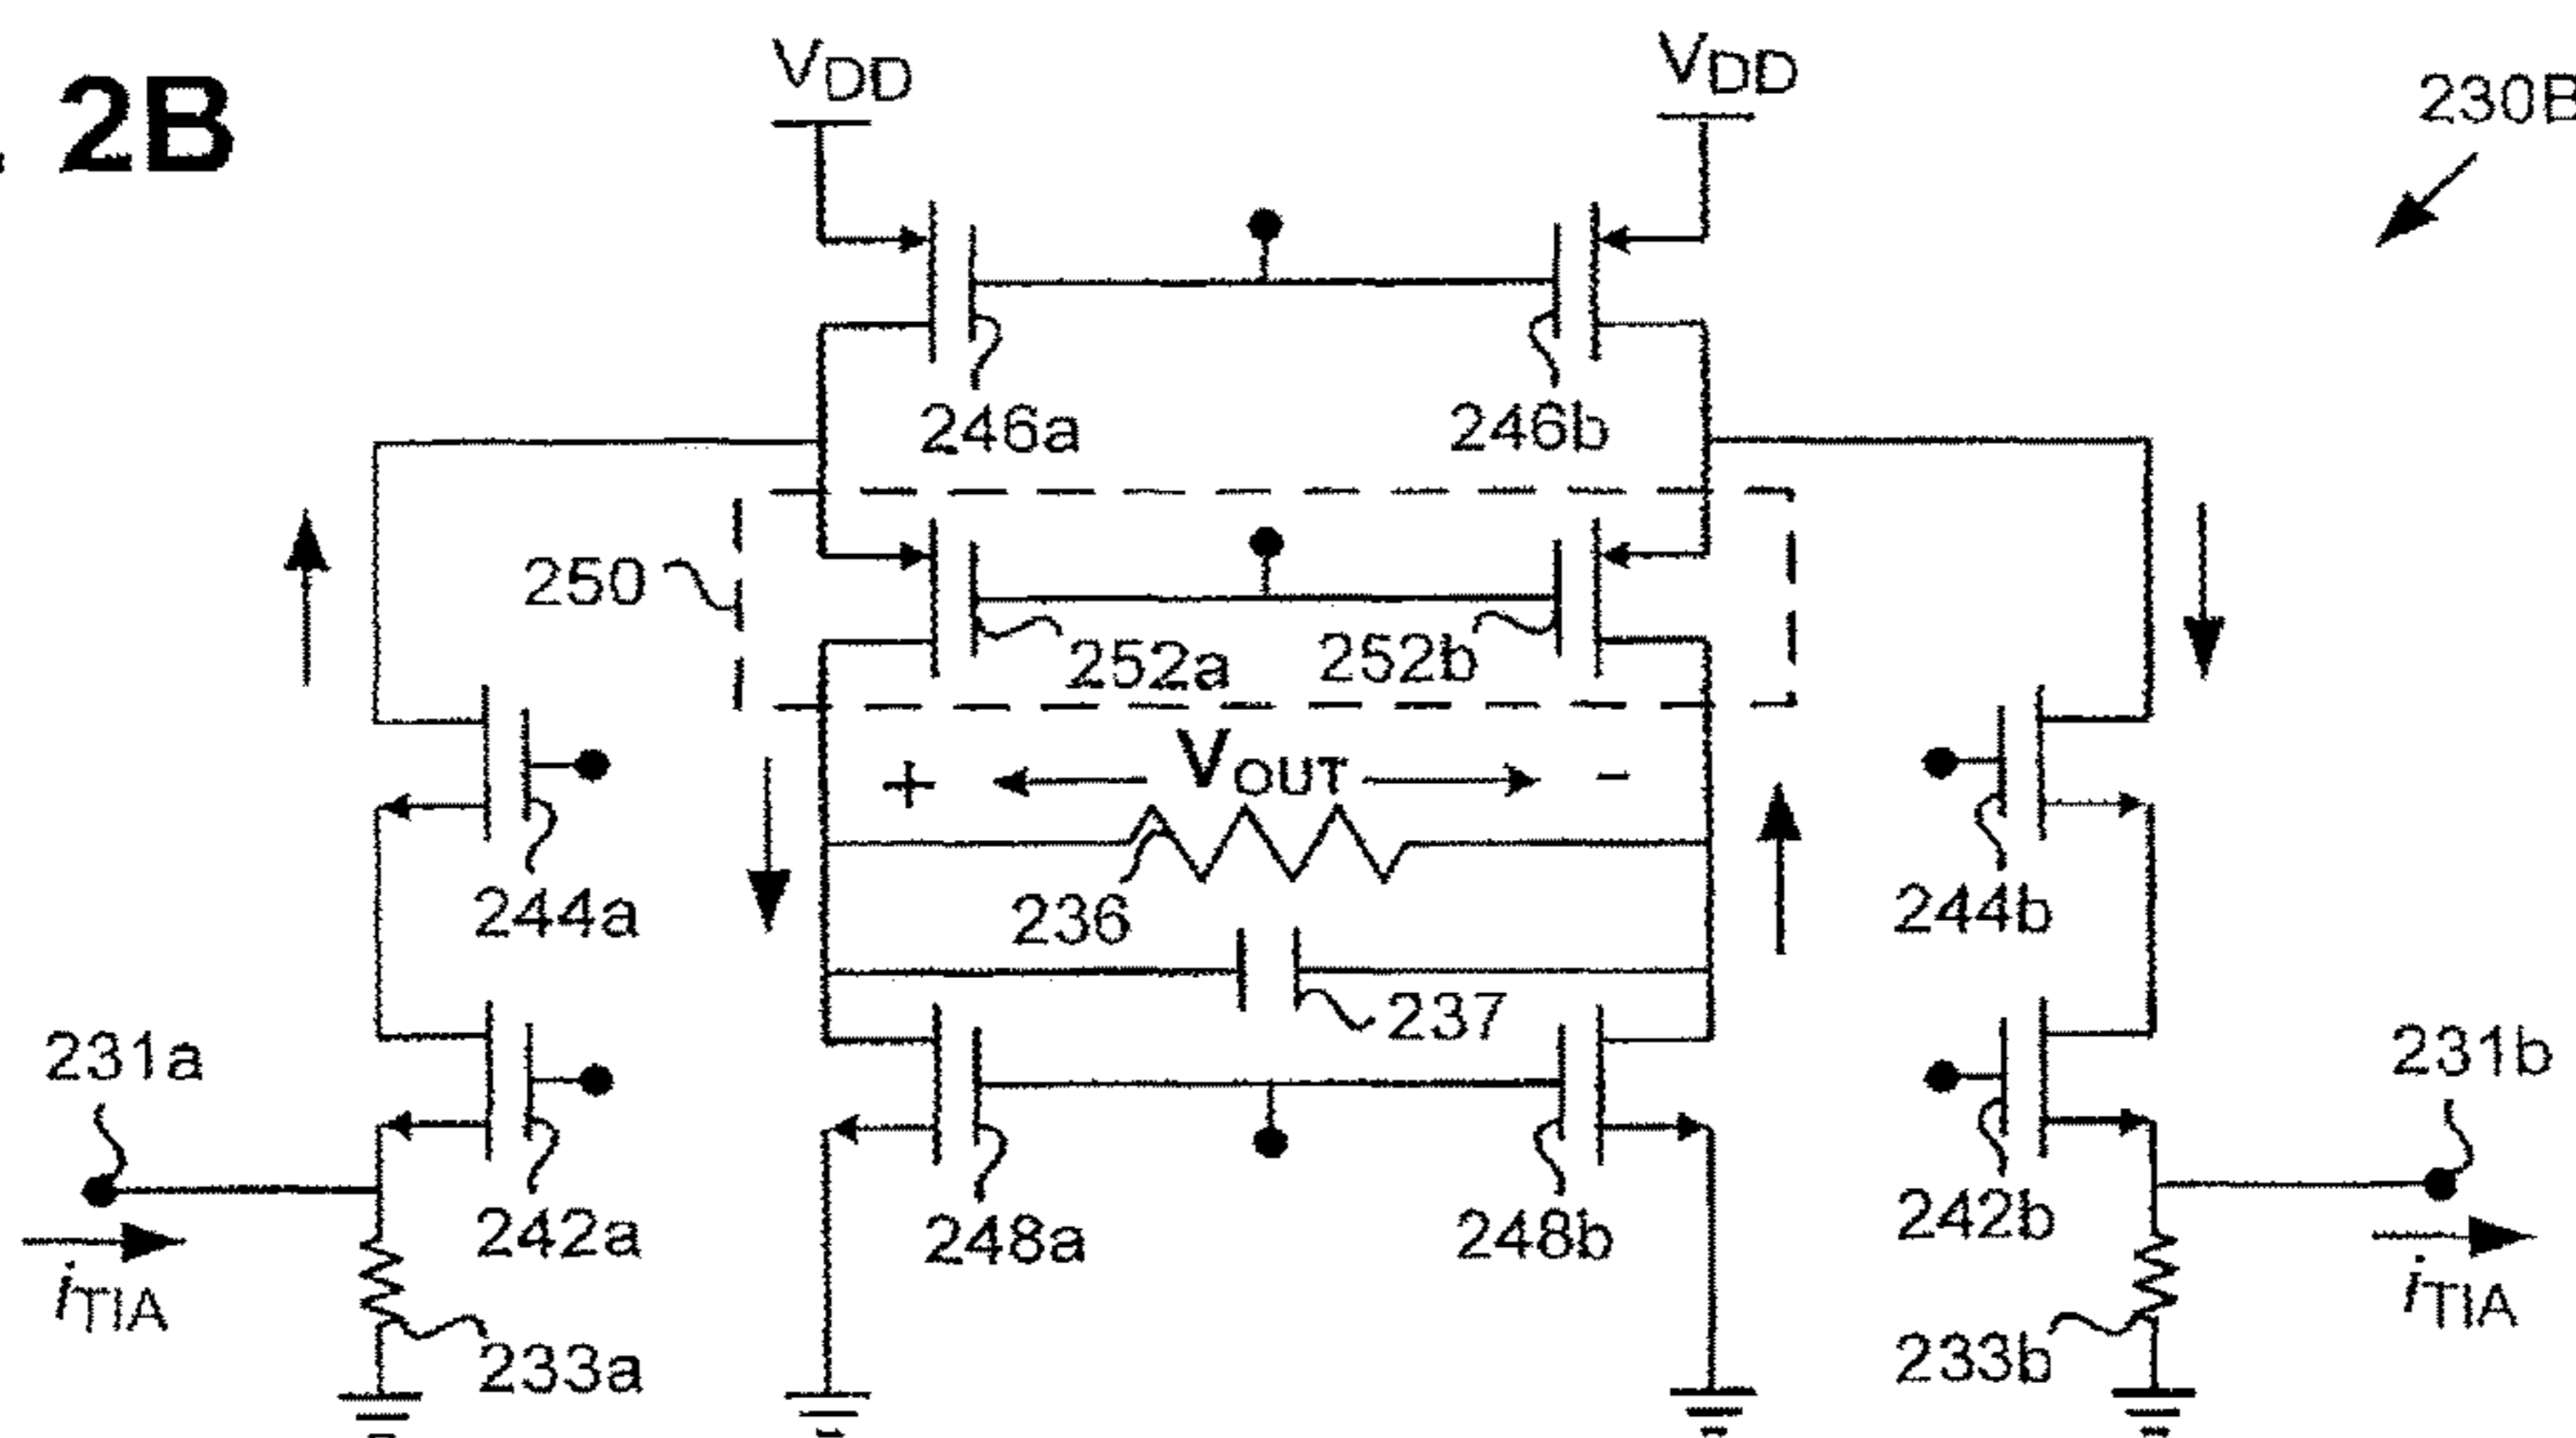 . 2B
VDD
VDD
230B
246a
246b
250
252a
252b
+
VOUT
-
244a
236
244b
237
231a
231b
242a
248a
248b
242b
iTIA
iTIA
233a
233b